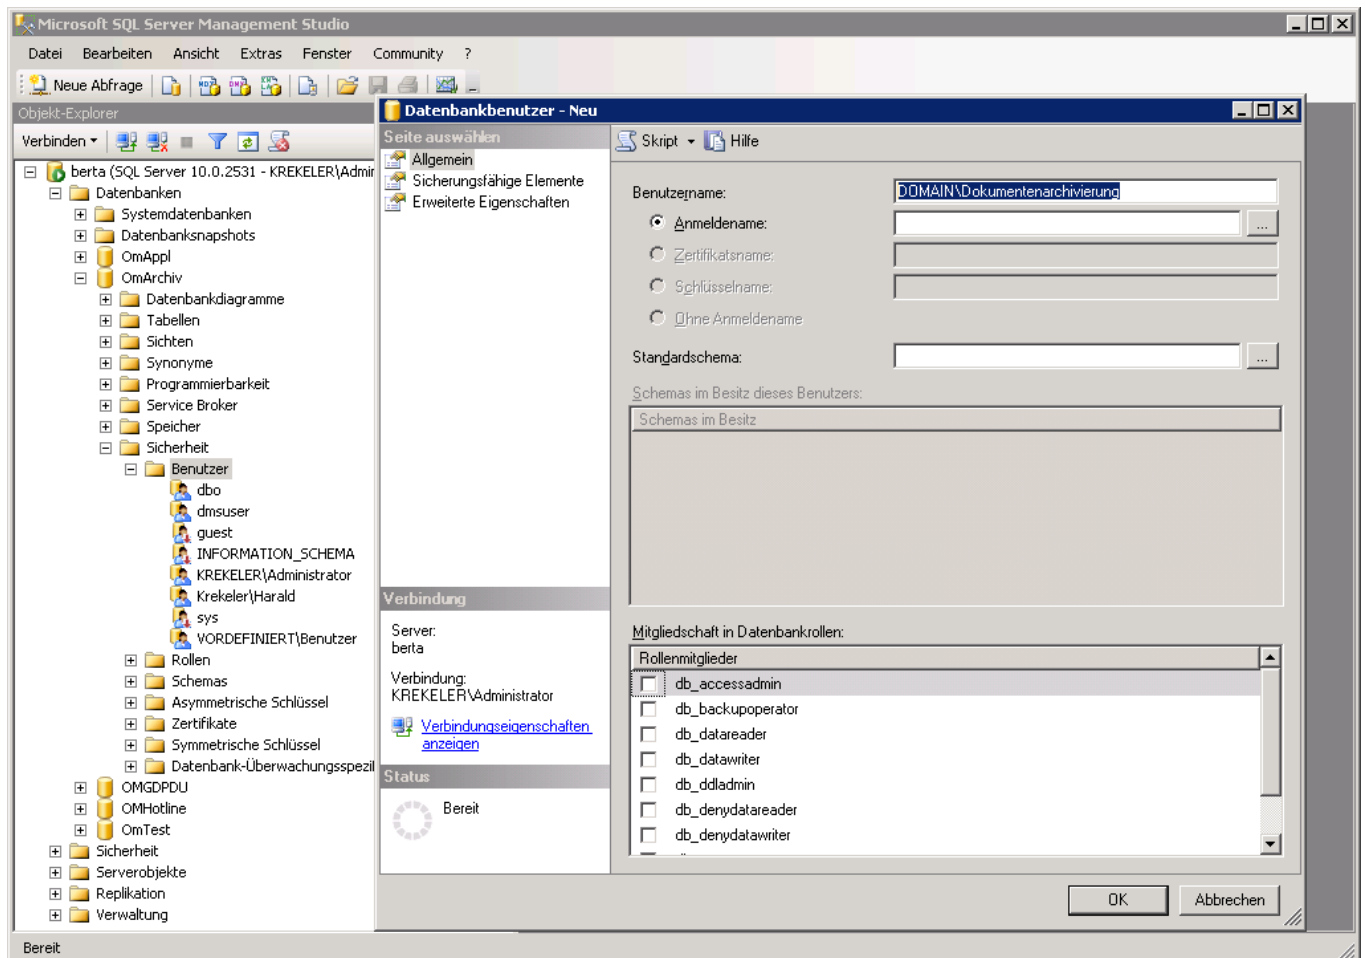 Microsoft SQL Server Management Studio
Datei Bearbeiten Ansicht Extras Fenster Community ?
Neue Abfrage
Objekt-Explorer
Verbinden
berta (SQL Server 10.0.2531 - KREKELER\Admir
Datenbanken
Systemdatenbanken
Datenbanksnapshots
OmAppl
OmArchiv
Datenbankdiagramme
Tabellen
Sichten
Synonyme
Programmierbarkeit
Service Broker
Speicher
Sicherheit
Benutzer
dbo
dmsuser
guest
INFORMATION_SCHEMA
KREKELER\Administrator
Krekeler\Harald
sys
VORDEFINIERT\Benutzer
Rollen
Schemas
Asymmetrische Schlüssel
Zertifikate
Symmetrische Schlüssel
Datenbank-Überwachungsspezil
OMGDPDU
OMHotline
OmTest
Sicherheit
Serverobjekte
Replikation
Verwaltung
Bereit
Datenbankbenutzer - Neu
Seite auswählen
Allgemein
Sicherungsfähige Elemente
Erweiterte Eigenschaften
Verbindung
Server:
berta
Verbindung:
KREKELER\Administrator
Verbindungseigenschaften
anzeigen
Status
Bereit
Skript Hilfe
Benutzername: DOMAIN\Dokumentenarchivierung
Anmeldename: ...
Zertifikatsname:
Schlüsselname:
Ohne Anmeldename
Standardschema: ...
Schemas im Besitz dieses Benutzers:
Schemas im Besitz
Mitgliedschaft in Datenbankrollen:
Rollenmitglieder
db_accessadmin
db_backupoperator
db_datareader
db_datawriter
db_ddladmin
db_denydatareader
db_denydatawriter
OK Abbrechen